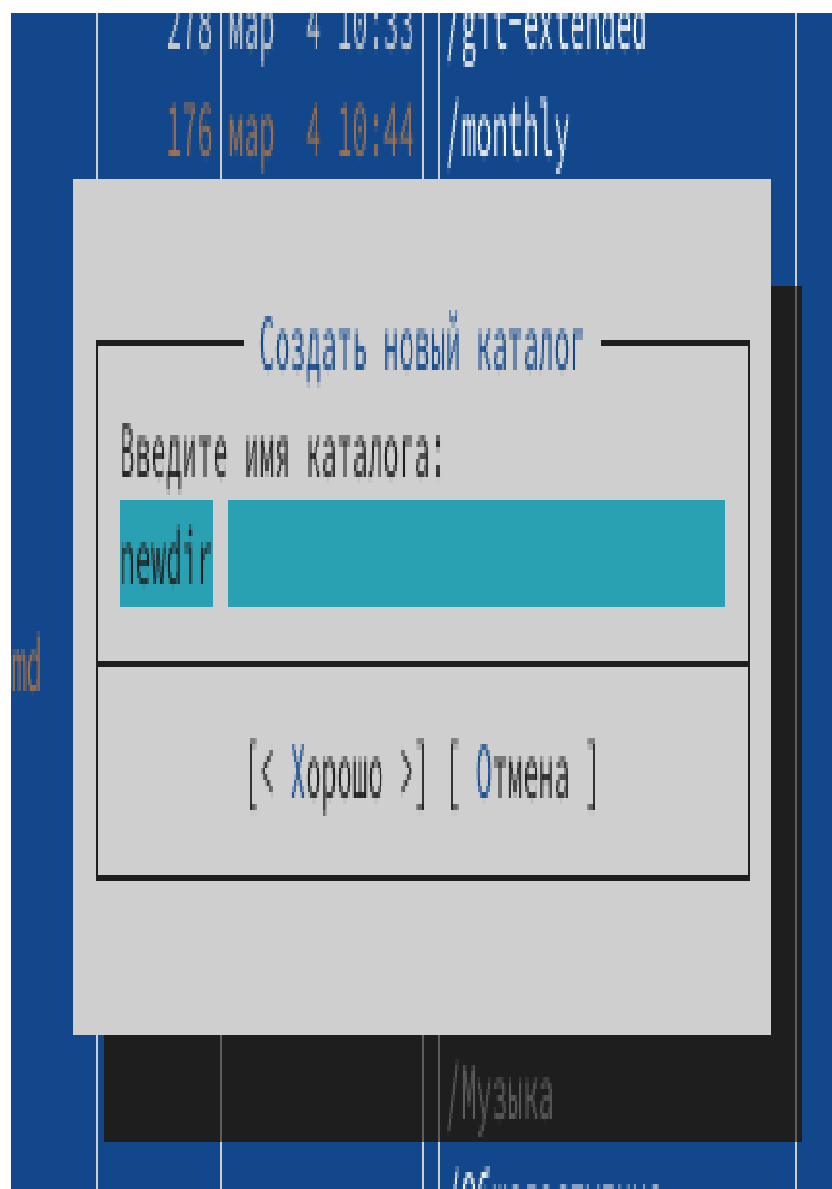 278 мар 4 10:33 /git-extended
176 мар 4 10:44 /monthly
Создать новый каталог
Введите имя каталога:
newdir
md
[< Хорошо >] [ Отмена ]
/Музыка